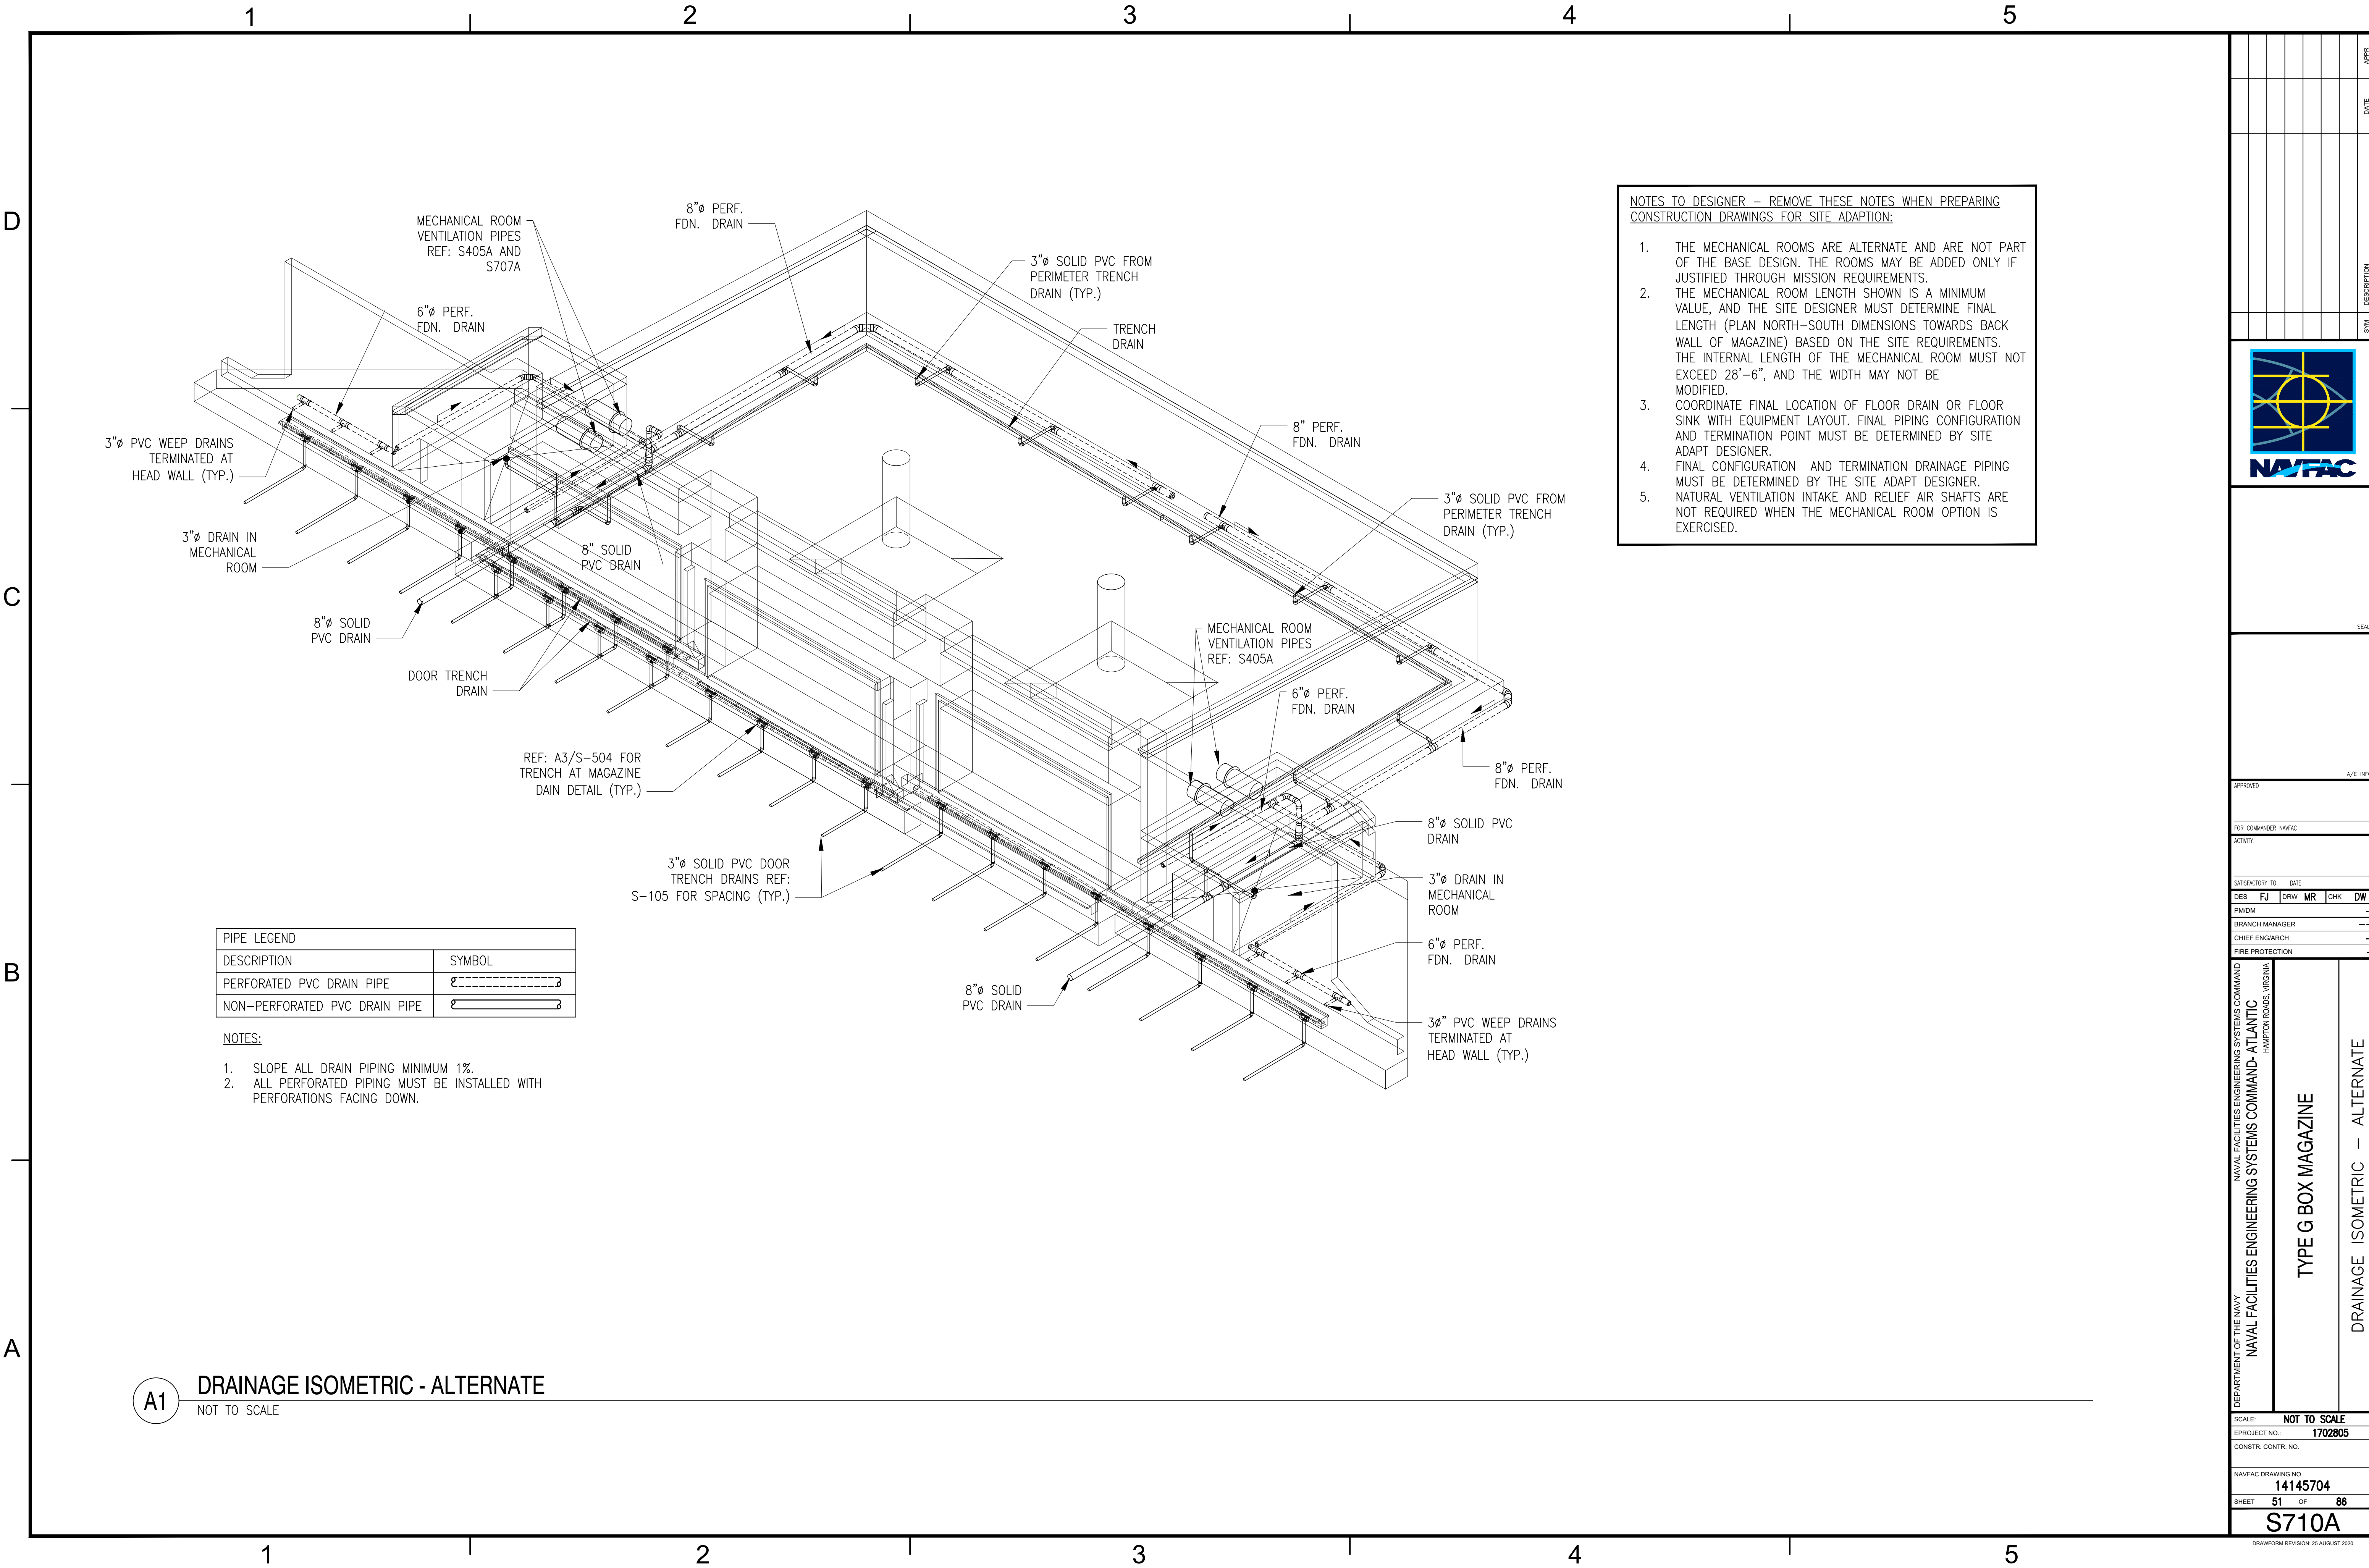 1 2 3 4 5
D
C
B
A
MECHANICAL ROOM
VENTILATION PIPES
REF: S405A AND
S707A
8"ø PERF.
FDN. DRAIN
6"ø PERF.
FDN. DRAIN
3"ø SOLID PVC FROM
PERIMETER TRENCH
DRAIN (TYP.)
TRENCH
DRAIN
8" PERF.
FDN. DRAIN
3"ø SOLID PVC FROM
PERIMETER TRENCH
DRAIN (TYP.)
3"ø PVC WEEP DRAINS
TERMINATED AT
HEAD WALL (TYP.)
3"ø DRAIN IN
MECHANICAL
ROOM
8" SOLID
PVC DRAIN
8"ø SOLID
PVC DRAIN
DOOR TRENCH
DRAIN
MECHANICAL ROOM
VENTILATION PIPES
REF: S405A
6"ø PERF.
FDN. DRAIN
REF: A3/S-504 FOR
TRENCH AT MAGAZINE
DAIN DETAIL (TYP.)
8"ø PERF.
FDN. DRAIN
8"ø SOLID PVC
DRAIN
3"ø SOLID PVC DOOR
TRENCH DRAINS REF:
S-105 FOR SPACING (TYP.)
3"ø DRAIN IN
MECHANICAL
ROOM
6"ø PERF.
FDN. DRAIN
8"ø SOLID
PVC DRAIN
3ø" PVC WEEP DRAINS
TERMINATED AT
HEAD WALL (TYP.)
NOTES TO DESIGNER – REMOVE THESE NOTES WHEN PREPARING
CONSTRUCTION DRAWINGS FOR SITE ADAPTION:
1. THE MECHANICAL ROOMS ARE ALTERNATE AND ARE NOT PART
OF THE BASE DESIGN. THE ROOMS MAY BE ADDED ONLY IF
JUSTIFIED THROUGH MISSION REQUIREMENTS.
2. THE MECHANICAL ROOM LENGTH SHOWN IS A MINIMUM
VALUE, AND THE SITE DESIGNER MUST DETERMINE FINAL
LENGTH (PLAN NORTH–SOUTH DIMENSIONS TOWARDS BACK
WALL OF MAGAZINE) BASED ON THE SITE REQUIREMENTS.
THE INTERNAL LENGTH OF THE MECHANICAL ROOM MUST NOT
EXCEED 28'–6", AND THE WIDTH MAY NOT BE
MODIFIED.
3. COORDINATE FINAL LOCATION OF FLOOR DRAIN OR FLOOR
SINK WITH EQUIPMENT LAYOUT. FINAL PIPING CONFIGURATION
AND TERMINATION POINT MUST BE DETERMINED BY SITE
ADAPT DESIGNER.
4. FINAL CONFIGURATION AND TERMINATION DRAINAGE PIPING
MUST BE DETERMINED BY THE SITE ADAPT DESIGNER.
5. NATURAL VENTILATION INTAKE AND RELIEF AIR SHAFTS ARE
NOT REQUIRED WHEN THE MECHANICAL ROOM OPTION IS
EXERCISED.
PIPE LEGEND
DESCRIPTION SYMBOL
PERFORATED PVC DRAIN PIPE
NON–PERFORATED PVC DRAIN PIPE
NOTES:
1. SLOPE ALL DRAIN PIPING MINIMUM 1%.
2. ALL PERFORATED PIPING MUST BE INSTALLED WITH
PERFORATIONS FACING DOWN.
A1 DRAINAGE ISOMETRIC - ALTERNATE
NOT TO SCALE
1 2 3 4 5
SYM DESCRIPTION DATE APPR
NAVFAC
SEAL
APPROVED
FOR COMMANDER NAVFAC
ACTIVITY
SATISFACTORY TO DATE
DES FJ DRW MR CHK DW
PM/DM
BRANCH MANAGER
CHIEF ENG/ARCH
FIRE PROTECTION
DEPARTMENT OF THE NAVY NAVAL FACILITIES ENGINEERING SYSTEMS COMMAND
NAVAL FACILITIES ENGINEERING SYSTEMS COMMAND- ATLANTIC
HAMPTON ROADS, VIRGINIA
TYPE G BOX MAGAZINE
DRAINAGE ISOMETRIC – ALTERNATE
SCALE: NOT TO SCALE
EPROJECT NO.: 1702805
CONSTR. CONTR. NO.
NAVFAC DRAWING NO.
14145704
SHEET 51 OF 86
S710A
DRAWFORM REVISION: 25 AUGUST 2020